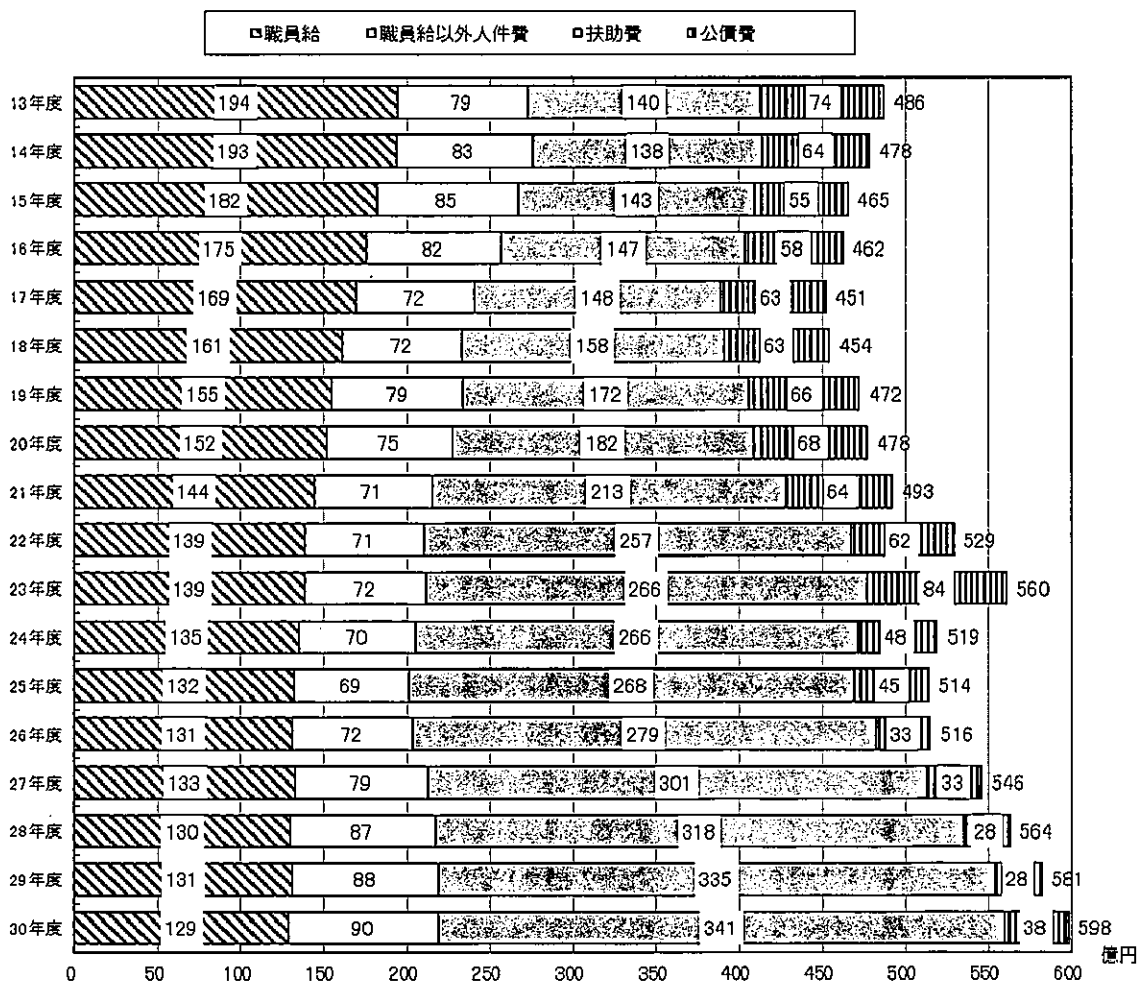 職員給 職員給以外人件費 扶助費 公債費
13年度 194 79 140 74 486
14年度 193 83 138 64 478
15年度 182 85 143 55 465
16年度 175 82 147 58 462
17年度 169 72 148 63 451
18年度 161 72 158 63 454
19年度 155 79 172 66 472
20年度 152 75 182 68 478
21年度 144 71 213 64 493
22年度 139 71 257 62 529
23年度 139 72 266 84 560
24年度 135 70 266 48 519
25年度 132 69 268 45 514
26年度 131 72 279 33 516
27年度 133 79 301 33 546
28年度 130 87 318 28 564
29年度 131 88 335 28 581
30年度 129 90 341 38 598
0 50 100 150 200 250 300 350 400 450 500 550 600 億円